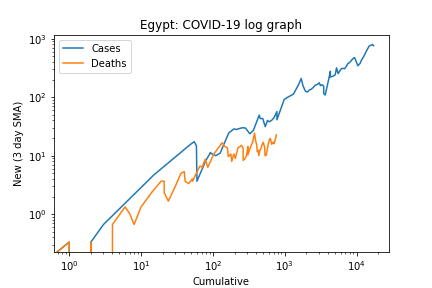 Egypt: COVID-19 log graph
Cases
Deaths
New (3 day SMA)
10³
10²
10¹
10⁰
10⁰ 10¹ 10² 10³ 10⁴
Cumulative